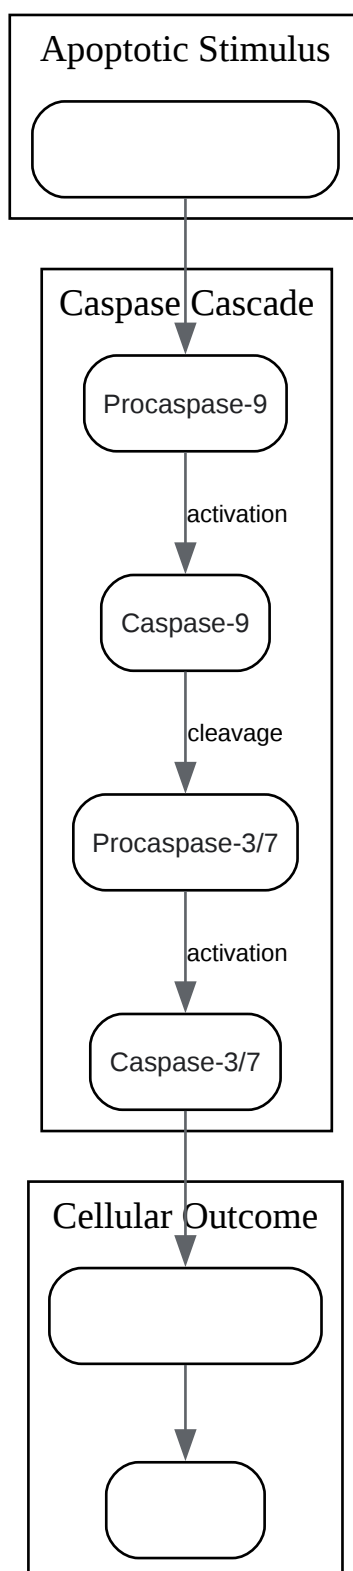 Apoptotic Stimulus
Caspase Cascade
Procaspase-9
activation
Caspase-9
cleavage
Procaspase-3/7
activation
Caspase-3/7
Cellular Outcome